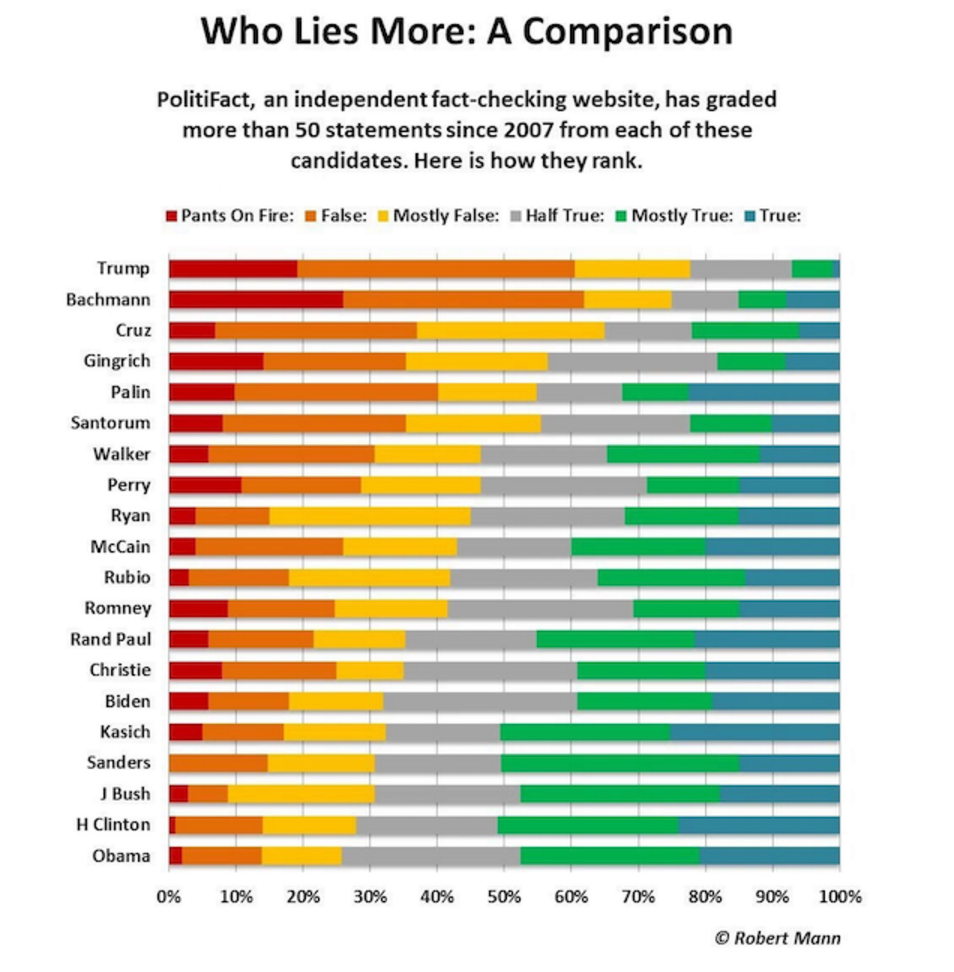 Who Lies More: A Comparison
PolitiFact, an independent fact-checking website, has graded
more than 50 statements since 2007 from each of these
candidates. Here is how they rank.
Pants On Fire: False: Mostly False: Half True: Mostly True: True:
Trump
Bachmann
Cruz
Gingrich
Palin
Santorum
Walker
Perry
Ryan
McCain
Rubio
Romney
Rand Paul
Christie
Biden
Kasich
Sanders
J Bush
H Clinton
Obama
0% 10% 20% 30% 40% 50% 60% 70% 80% 90% 100%
© Robert Mann